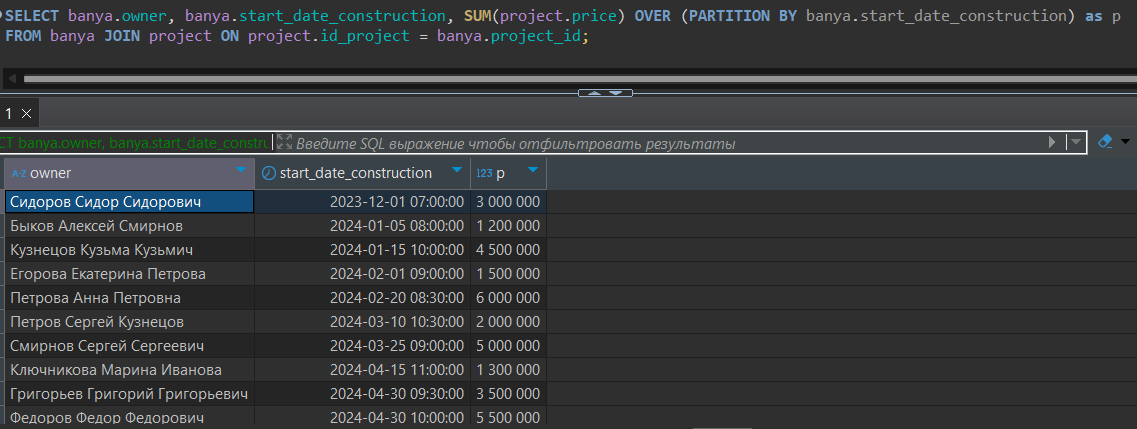 SELECT banya.owner, banya.start_date_construction, SUM(project.price) OVER (PARTITION BY banya.start_date_construction) as p
FROM banya JOIN project ON project.id_project = banya.project_id;
1
CT banya.owner, banya.start_date_constru Введите SQL выражение чтобы отфильтровать результаты
A-Z owner start_date_construction 123 p
Сидоров Сидор Сидорович 2023-12-01 07:00:00 3 000 000
Быков Алексей Смирнов 2024-01-05 08:00:00 1 200 000
Кузнецов Кузьма Кузьмич 2024-01-15 10:00:00 4 500 000
Егорова Екатерина Петрова 2024-02-01 09:00:00 1 500 000
Петрова Анна Петровна 2024-02-20 08:30:00 6 000 000
Петров Сергей Кузнецов 2024-03-10 10:30:00 2 000 000
Смирнов Сергей Сергеевич 2024-03-25 09:00:00 5 000 000
Ключникова Марина Иванова 2024-04-15 11:00:00 1 300 000
Григорьев Григорий Григорьевич 2024-04-30 09:30:00 3 500 000
Федоров Федор Федорович 2024-04-30 10:00:00 5 500 000